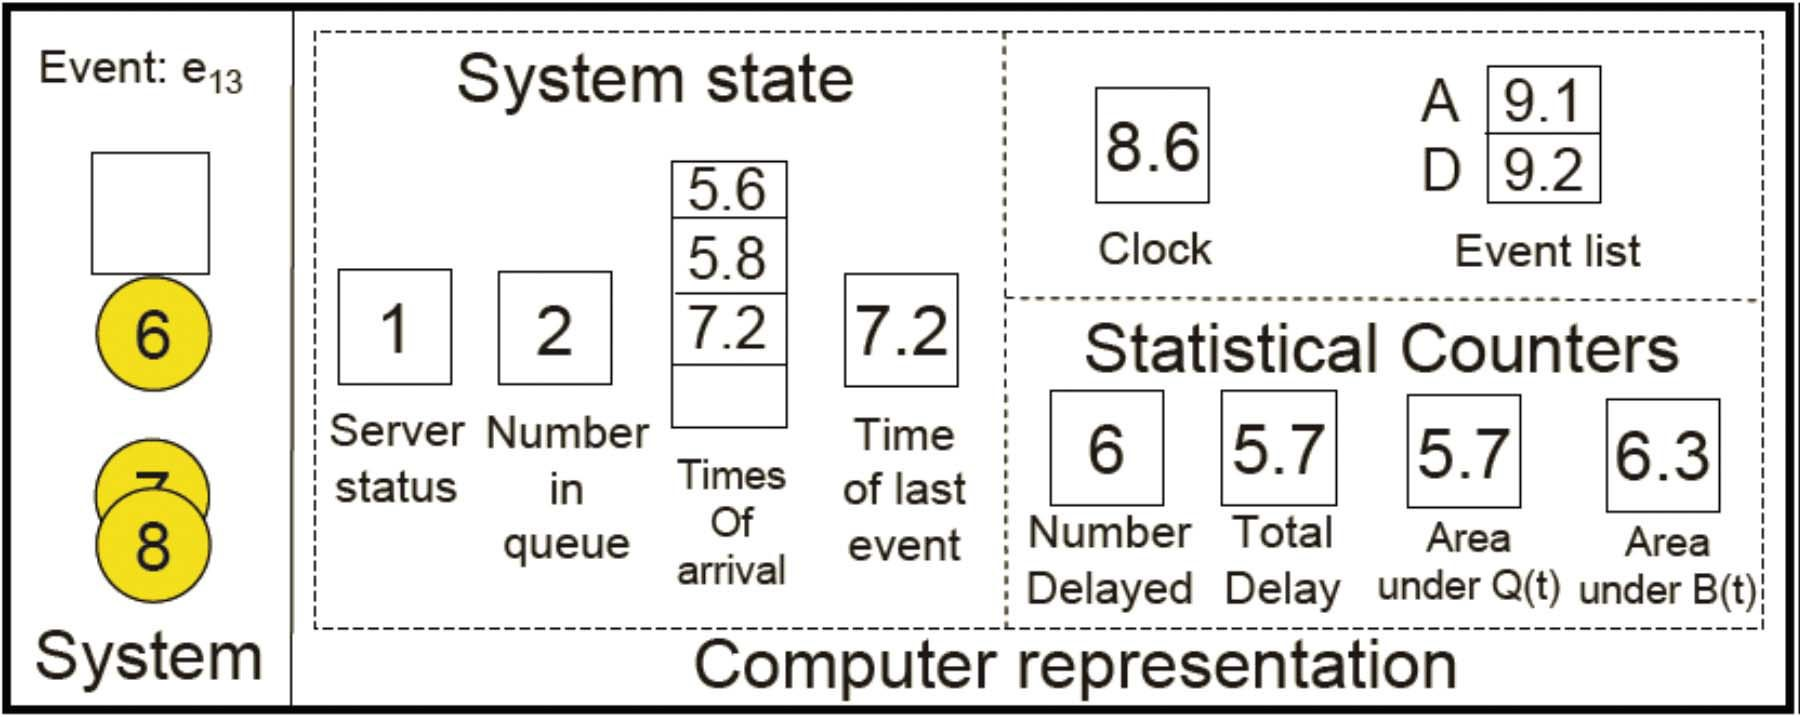 Event: e13
6
7
8
System
System state
1
Server
status
2
Number
in
queue
5.6
5.8
7.2
Times
Of
arrival
7.2
Time
of last
event
8.6
Clock
A 9.1
D 9.2
Event list
Statistical Counters
6
Number
Delayed
5.7
Total
Delay
5.7
Area
under Q(t)
6.3
Area
under B(t)
Computer representation